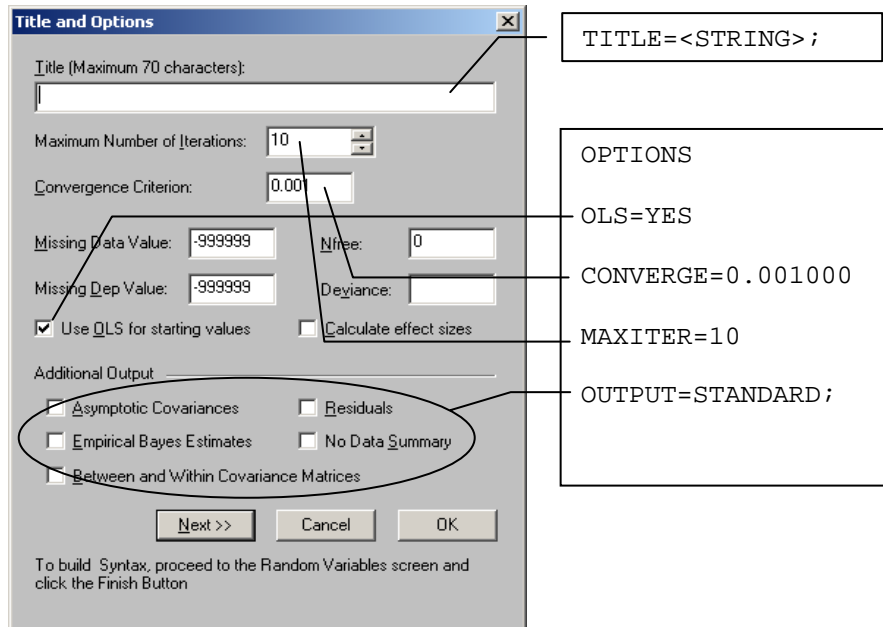 Title and Options
TITLE=<STRING>;
Title (Maximum 70 characters):
Maximum Number of Iterations: 10
Convergence Criterion: 0.001
Missing Data Value: -999999 Nfree: 0
Missing Dep Value: -999999 Deviance:
Use OLS for starting values Calculate effect sizes
Additional Output
Asymptotic Covariances Residuals
Empirical Bayes Estimates No Data Summary
Between and Within Covariance Matrices
Next >> Cancel OK
To build Syntax, proceed to the Random Variables screen and
click the Finish Button
OPTIONS
OLS=YES
CONVERGE=0.001000
MAXITER=10
OUTPUT=STANDARD;